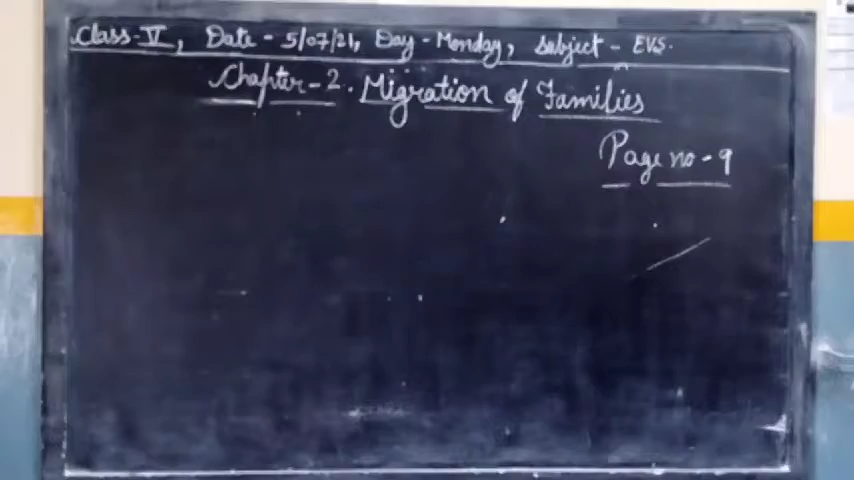 Class-V, Date - 5/07/21, Day - Monday, Subject - EVS.
Chapter-2. Migration of Families
Page no - 9